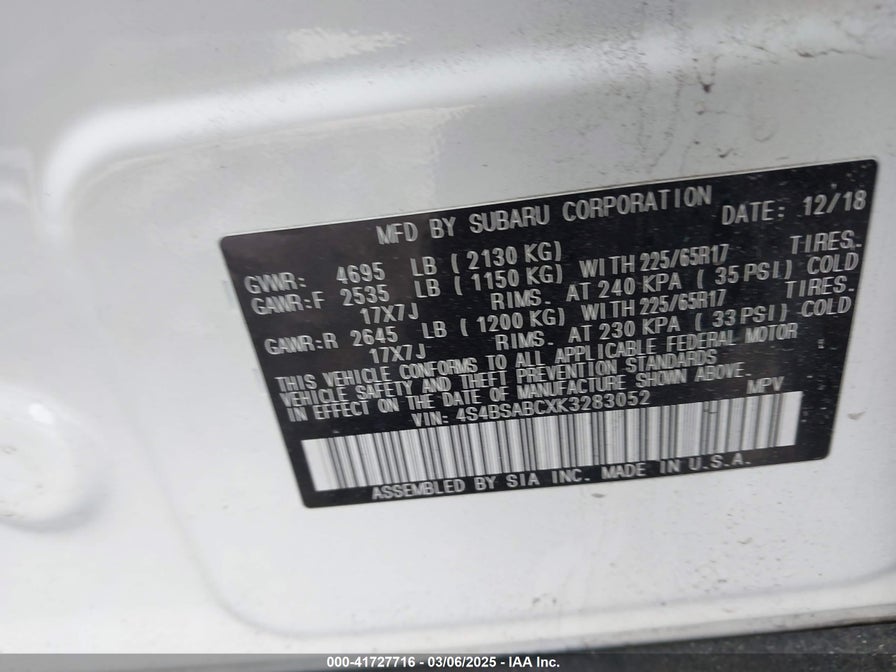 MFD BY SUBARU CORPORATION DATE: 12/18
GVWR: 4695 LB (2130 KG)
GAWR:F 2535 LB (1150 KG) WITH 225/65R17 TIRES.
17X7J RIMS. AT 240 KPA (35 PSI) COLD
GAWR:R 2645 LB (1200 KG) WITH 225/65R17 TIRES.
17X7J RIMS. AT 230 KPA (33 PSI) COLD
THIS VEHICLE CONFORMS TO ALL APPLICABLE FEDERAL MOTOR
VEHICLE SAFETY AND THEFT PREVENTION STANDARDS
IN EFFECT ON THE DATE OF MANUFACTURE SHOWN ABOVE.
VIN: 4S4BSABCXK3283052 MPV
ASSEMBLED BY SIA INC. MADE IN U.S.A.
000-41727716 - 03/06/2025 - IAA Inc.